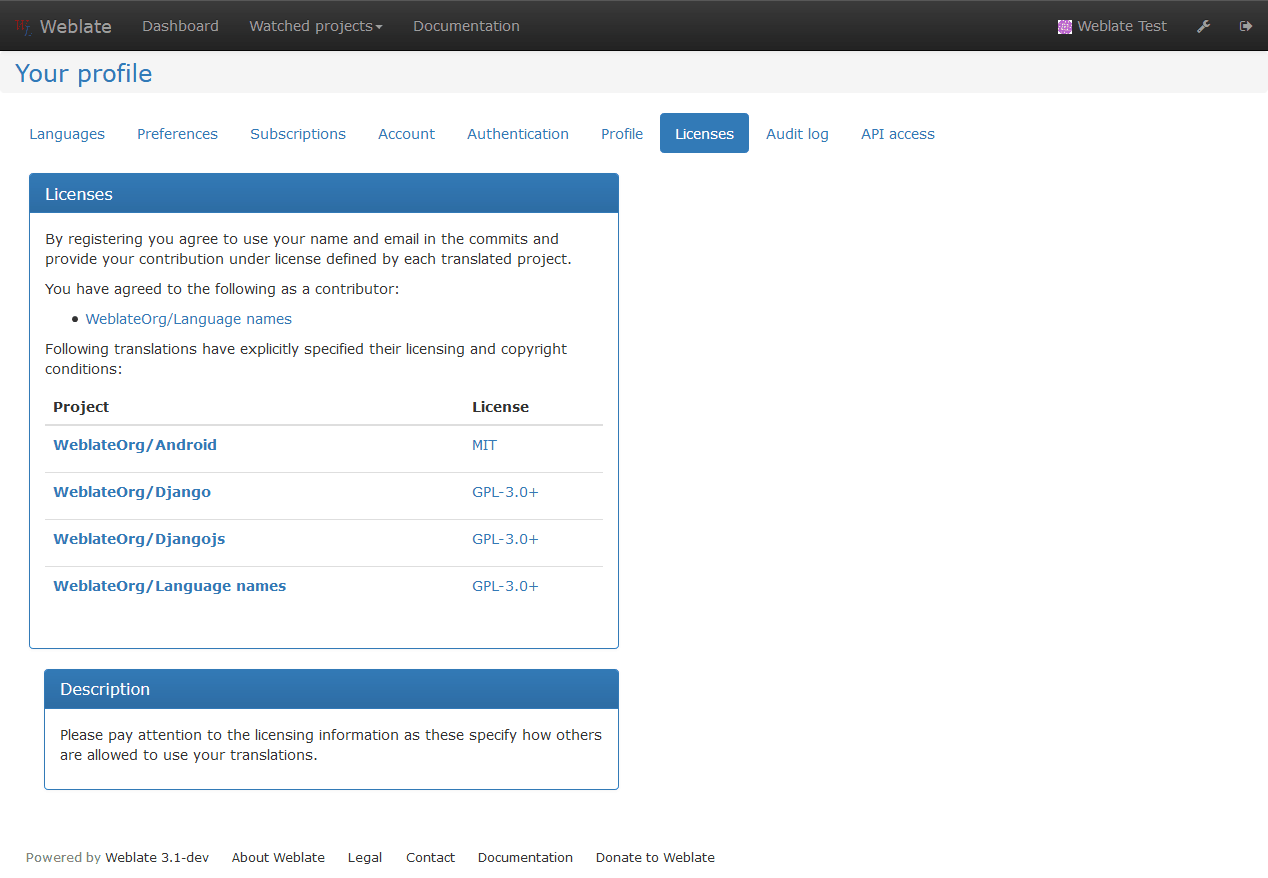 Weblate Dashboard Watched projects Documentation Weblate Test
Your profile
Languages Preferences Subscriptions Account Authentication Profile Licenses Audit log API access
Licenses
By registering you agree to use your name and email in the commits and
provide your contribution under license defined by each translated project.
You have agreed to the following as a contributor:
• WeblateOrg/Language names
Following translations have explicitly specified their licensing and copyright
conditions:
Project License
WeblateOrg/Android MIT
WeblateOrg/Django GPL-3.0+
WeblateOrg/Djangojs GPL-3.0+
WeblateOrg/Language names GPL-3.0+
Description
Please pay attention to the licensing information as these specify how others
are allowed to use your translations.
Powered by Weblate 3.1-dev About Weblate Legal Contact Documentation Donate to Weblate